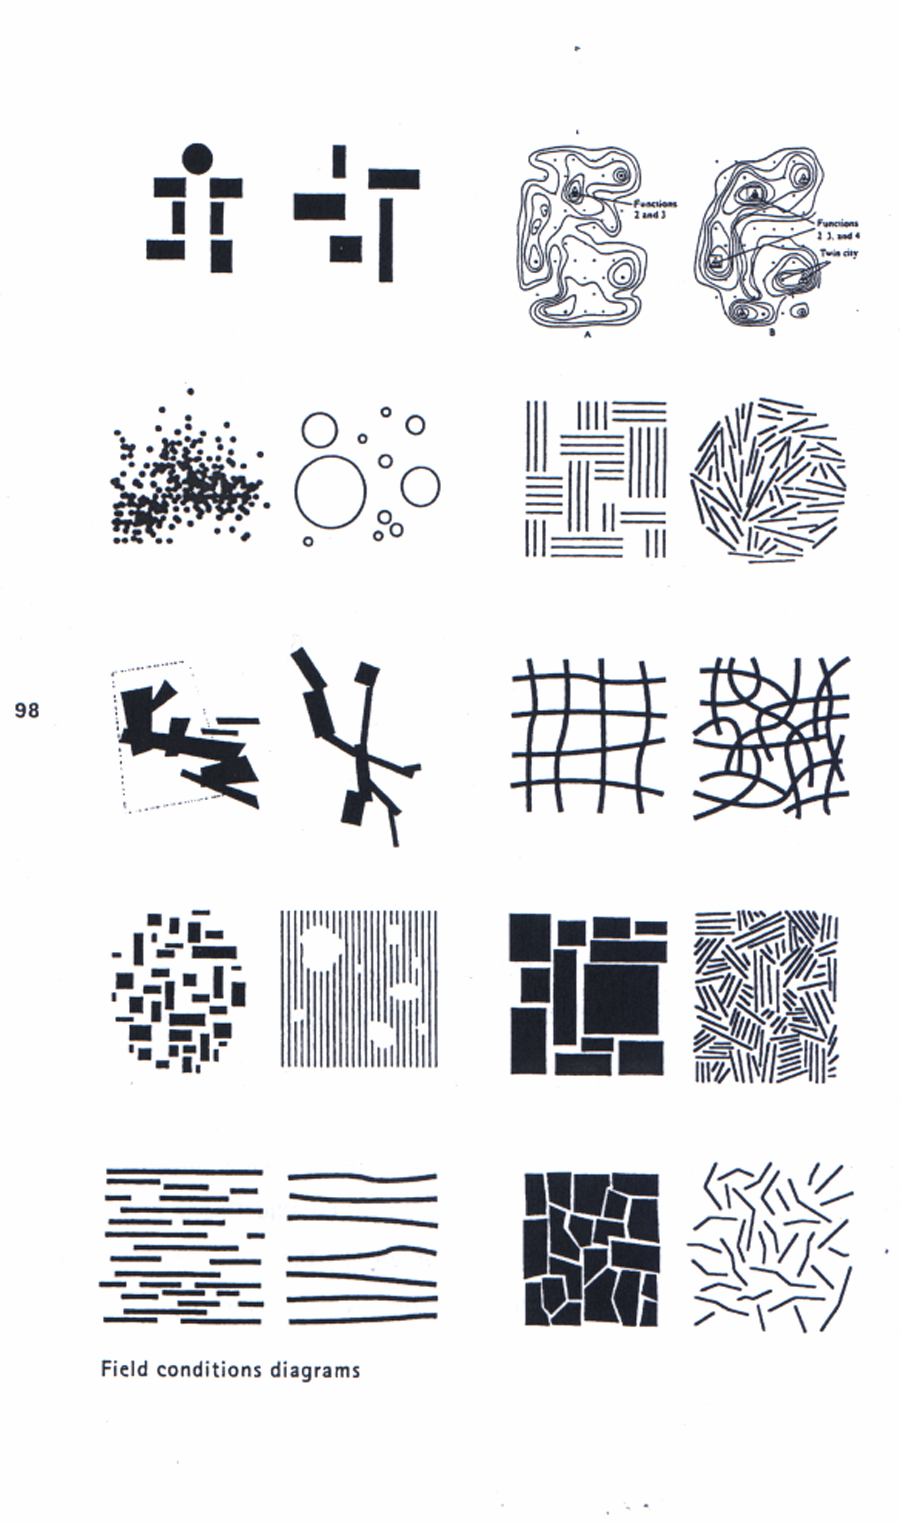 Functions
2 and 3
Functions
2 3, and 4
Twin city
A
B
98
Field conditions diagrams